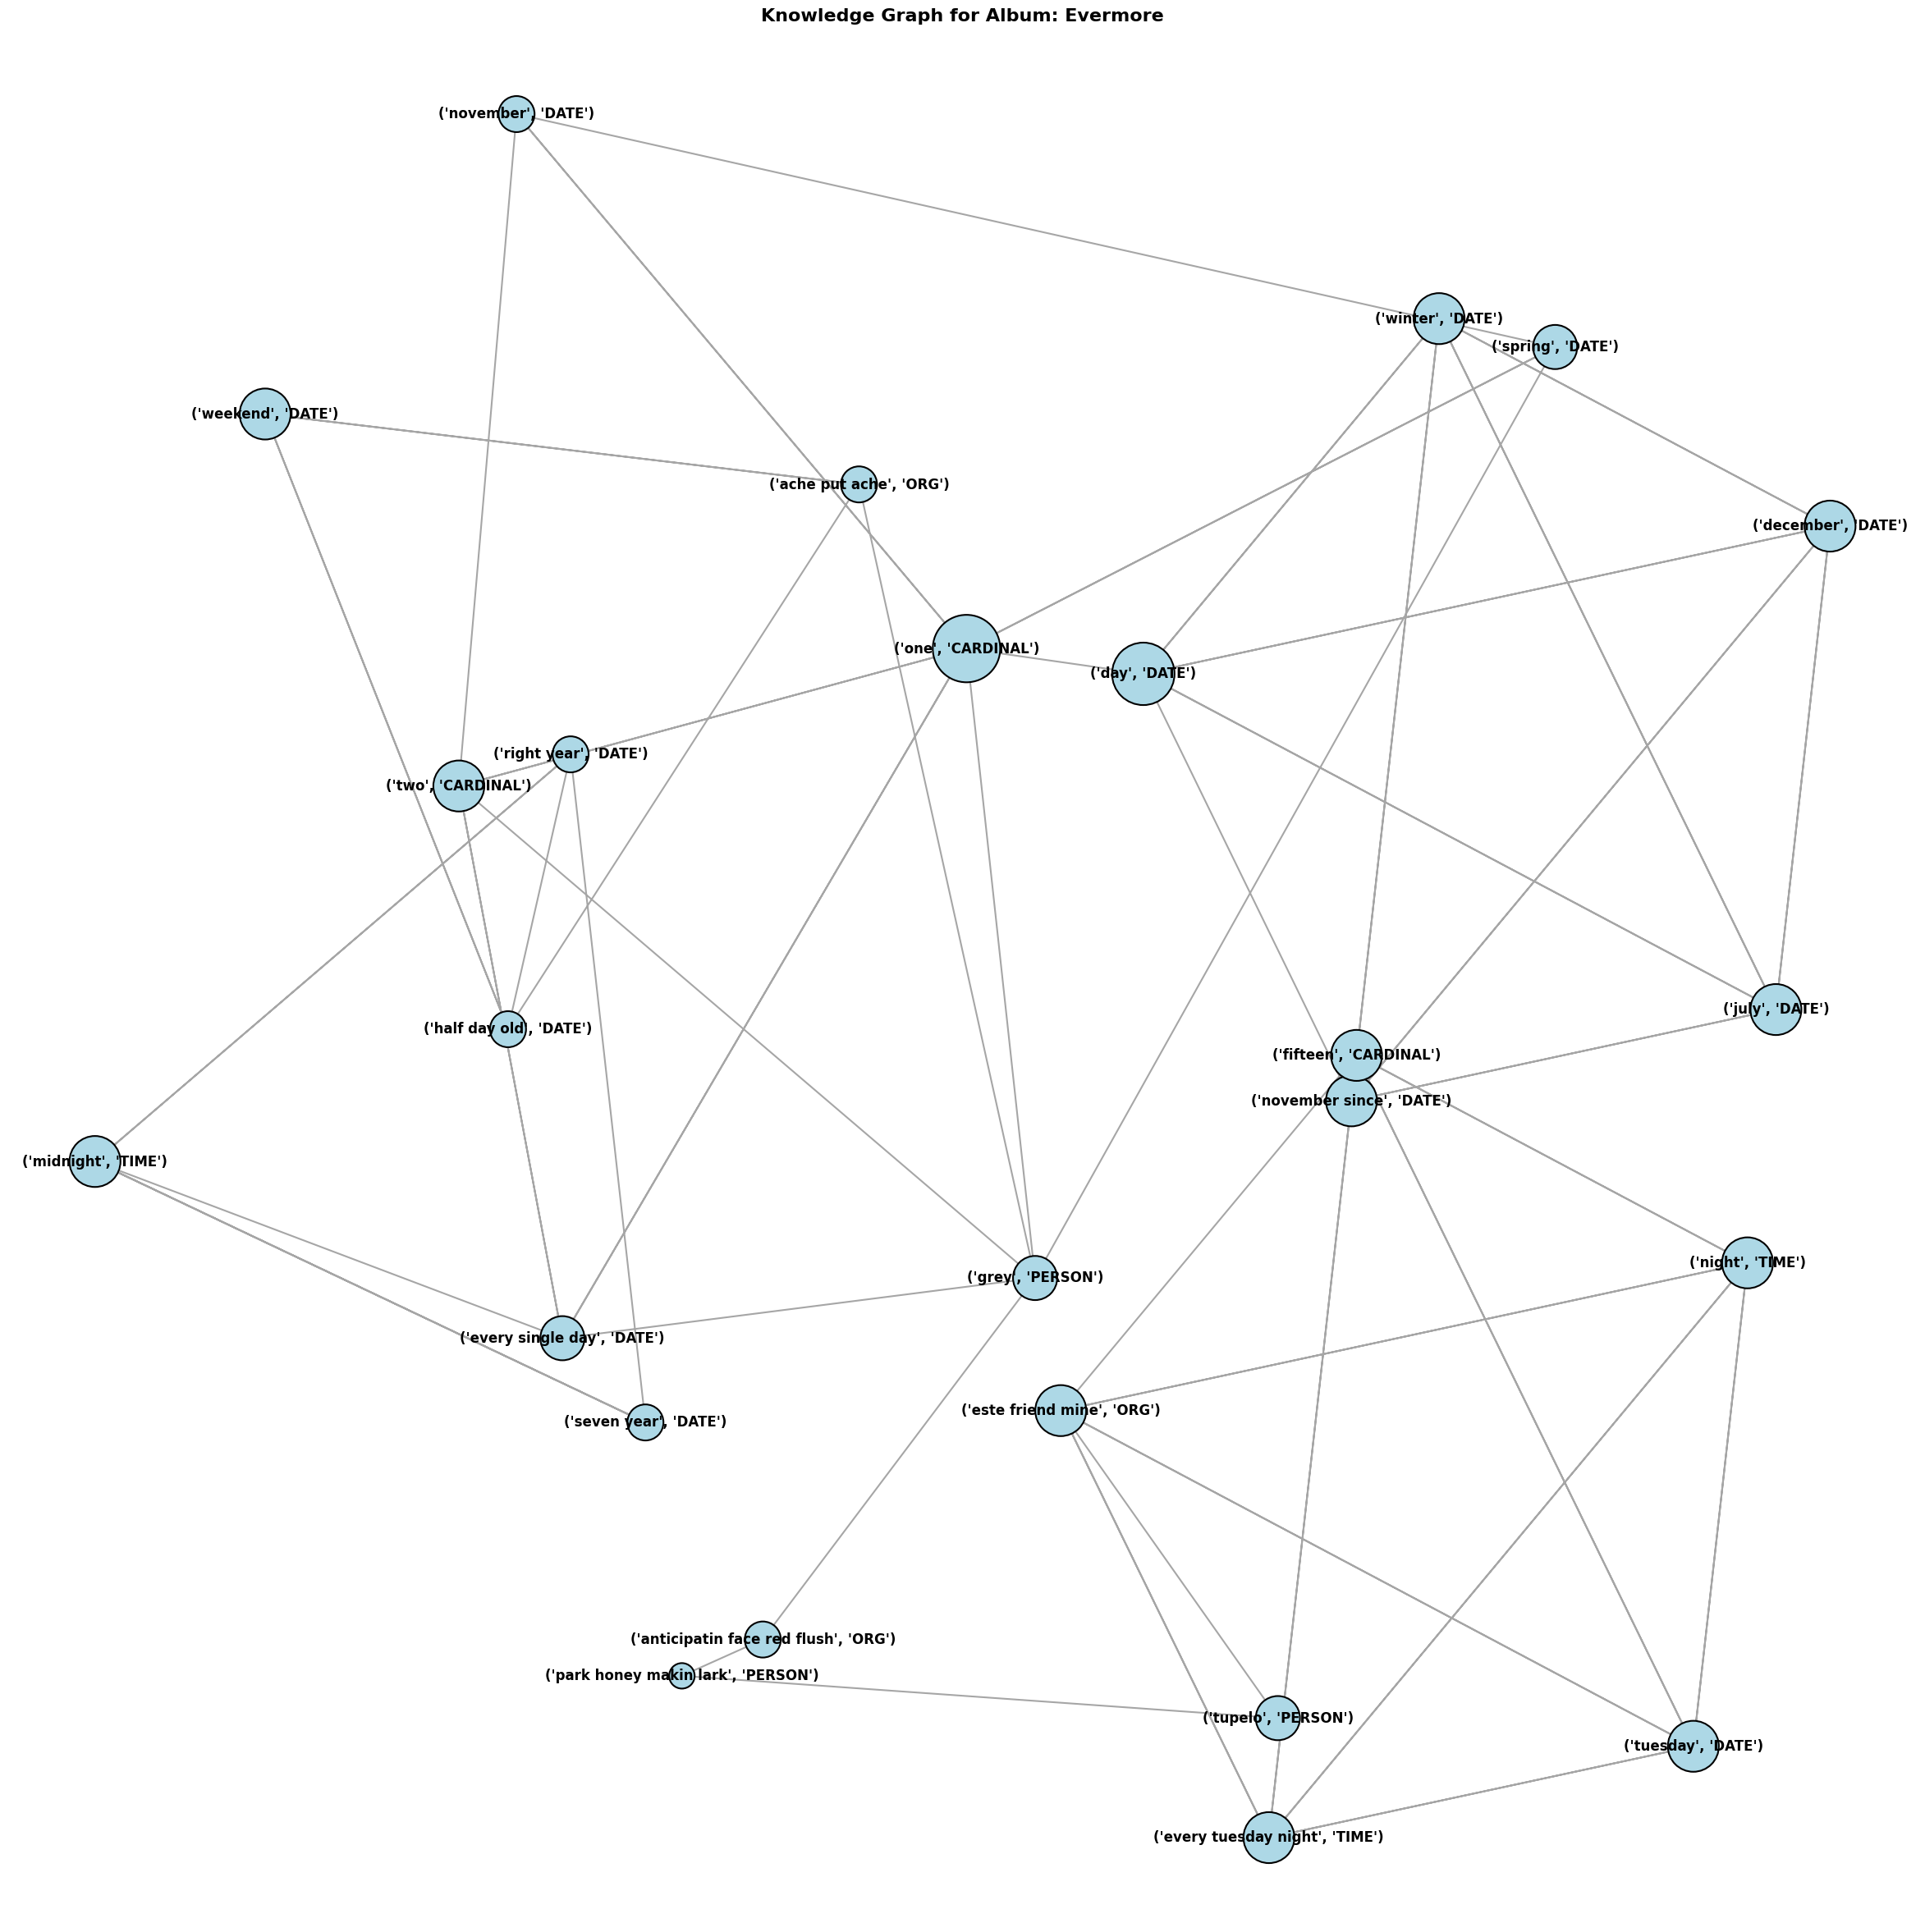 Knowledge Graph for Album: Evermore
('november', 'DATE')
('winter', 'DATE')
('spring', 'DATE')
('weekend', 'DATE')
('ache put ache', 'ORG')
('december', 'DATE')
('one', 'CARDINAL')
('day', 'DATE')
('right year', 'DATE')
('two', 'CARDINAL')
('july', 'DATE')
('half day old', 'DATE')
('fifteen', 'CARDINAL')
('november since', 'DATE')
('midnight', 'TIME')
('night', 'TIME')
('grey', 'PERSON')
('every single day', 'DATE')
('este friend mine', 'ORG')
('seven year', 'DATE')
('anticipatin face red flush', 'ORG')
('park honey makin lark', 'PERSON')
('tupelo', 'PERSON')
('tuesday', 'DATE')
('every tuesday night', 'TIME')